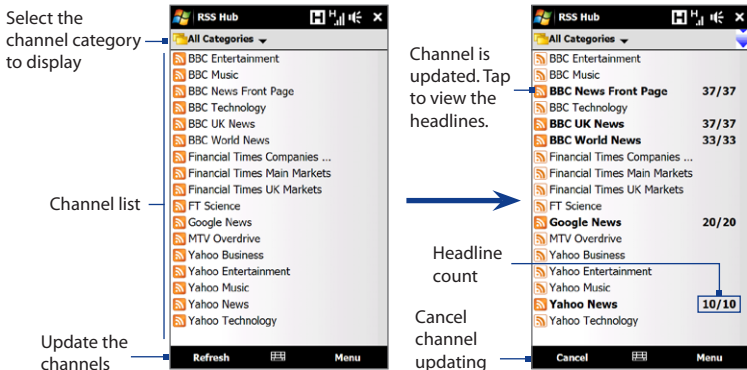 Select the
channel category
to display
Channel list
Update the
channels
RSS Hub
All Categories
BBC Entertainment
BBC Music
BBC News Front Page
BBC Technology
BBC UK News
BBC World News
Financial Times Companies ...
Financial Times Main Markets
Financial Times UK Markets
FT Science
Google News
MTV Overdrive
Yahoo Business
Yahoo Entertainment
Yahoo Music
Yahoo News
Yahoo Technology
Refresh Menu
Channel is
updated. Tap
to view the
headlines.
Headline
count
Cancel
channel
updating
RSS Hub
All Categories
BBC Entertainment
BBC Music
BBC News Front Page 37/37
BBC Technology
BBC UK News 37/37
BBC World News 33/33
Financial Times Companies ...
Financial Times Main Markets
Financial Times UK Markets
FT Science
Google News 20/20
MTV Overdrive
Yahoo Business
Yahoo Entertainment
Yahoo Music
Yahoo News 10/10
Yahoo Technology
Cancel Menu